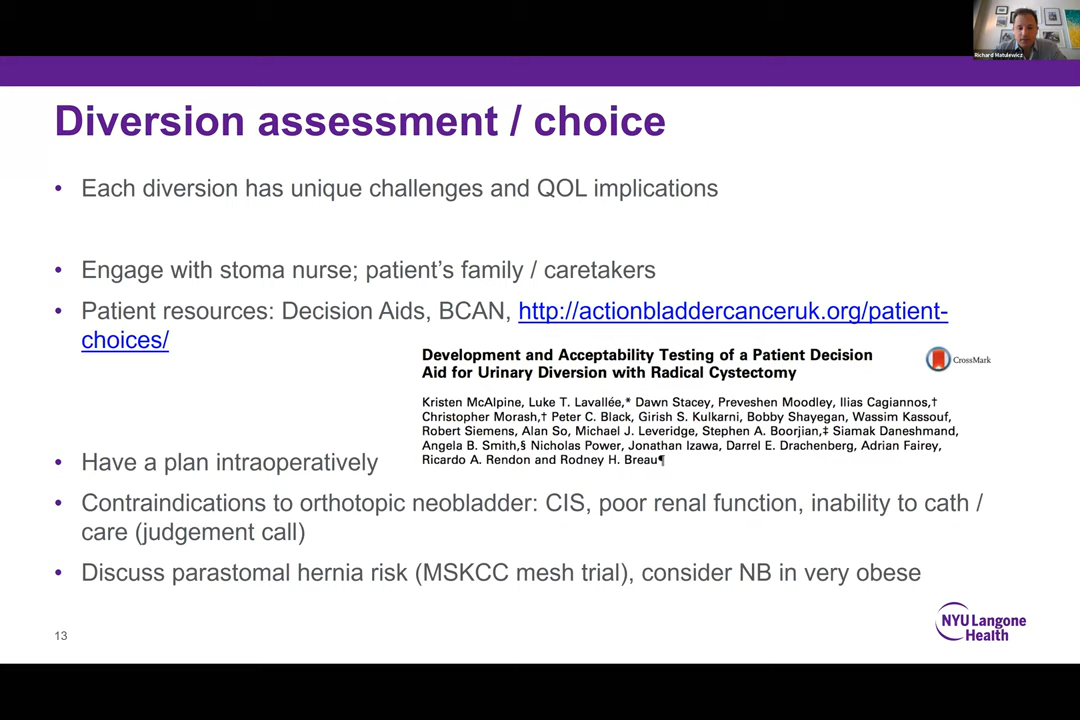 Richard Matulewicz
Diversion assessment / choice
• Each diversion has unique challenges and QOL implications
• Engage with stoma nurse; patient's family / caretakers
• Patient resources: Decision Aids, BCAN, http://actionbladdercanceruk.org/patient-
choices/
Development and Acceptability Testing of a Patient Decision
Aid for Urinary Diversion with Radical Cystectomy
CrossMark
Kristen McAlpine, Luke T. Lavallée,* Dawn Stacey, Preveshen Moodley, Ilias Cagiannos,†
Christopher Morash,† Peter C. Black, Girish S. Kulkarni, Bobby Shayegan, Wassim Kassouf,
Robert Siemens, Alan So, Michael J. Leveridge, Stephen A. Boorjian,‡ Siamak Daneshmand,
Angela B. Smith,§ Nicholas Power, Jonathan Izawa, Darrel E. Drachenberg, Adrian Fairey,
Ricardo A. Rendon and Rodney H. Breau¶
• Have a plan intraoperatively
• Contraindications to orthotopic neobladder: CIS, poor renal function, inability to cath /
care (judgement call)
• Discuss parastomal hernia risk (MSKCC mesh trial), consider NB in very obese
13
NYU Langone
Health